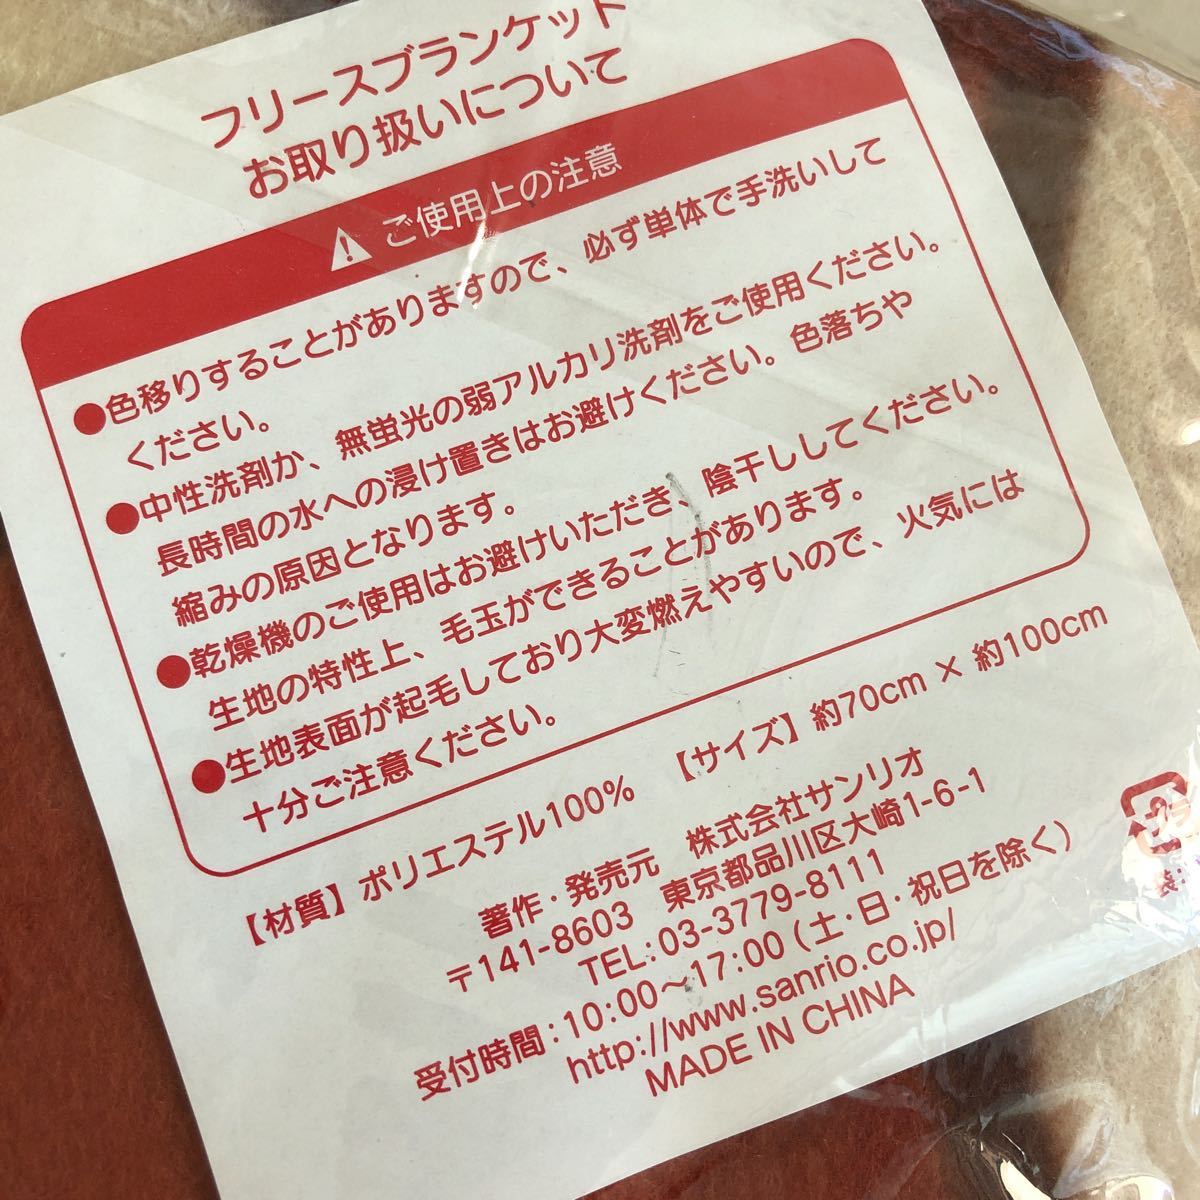 フリースブランケット
お取り扱いについて
ご使用上の注意
●色移りすることがありますので、必ず単体で手洗いして
ください。
●中性洗剤か、無蛍光の弱アルカリ洗剤をご使用ください。
長時間の水への浸け置きはお避けください。色落ちや
縮みの原因となります。
●乾燥機のご使用はお避けいただき、陰干ししてください。
生地の特性上、毛玉ができることがあります。
●生地表面が起毛しており大変燃えやすいので、火気には
十分ご注意ください。
【材質】ポリエステル100% 【サイズ】約70cm × 約100cm
著作・発売元 株式会社サンリオ
〒141-8603 東京都品川区大崎1-6-1
TEL:03-3779-8111
受付時間:10:00～17:00(土・日・祝日を除く)
http://www.sanrio.co.jp/
MADE IN CHINA
プラ
袋: